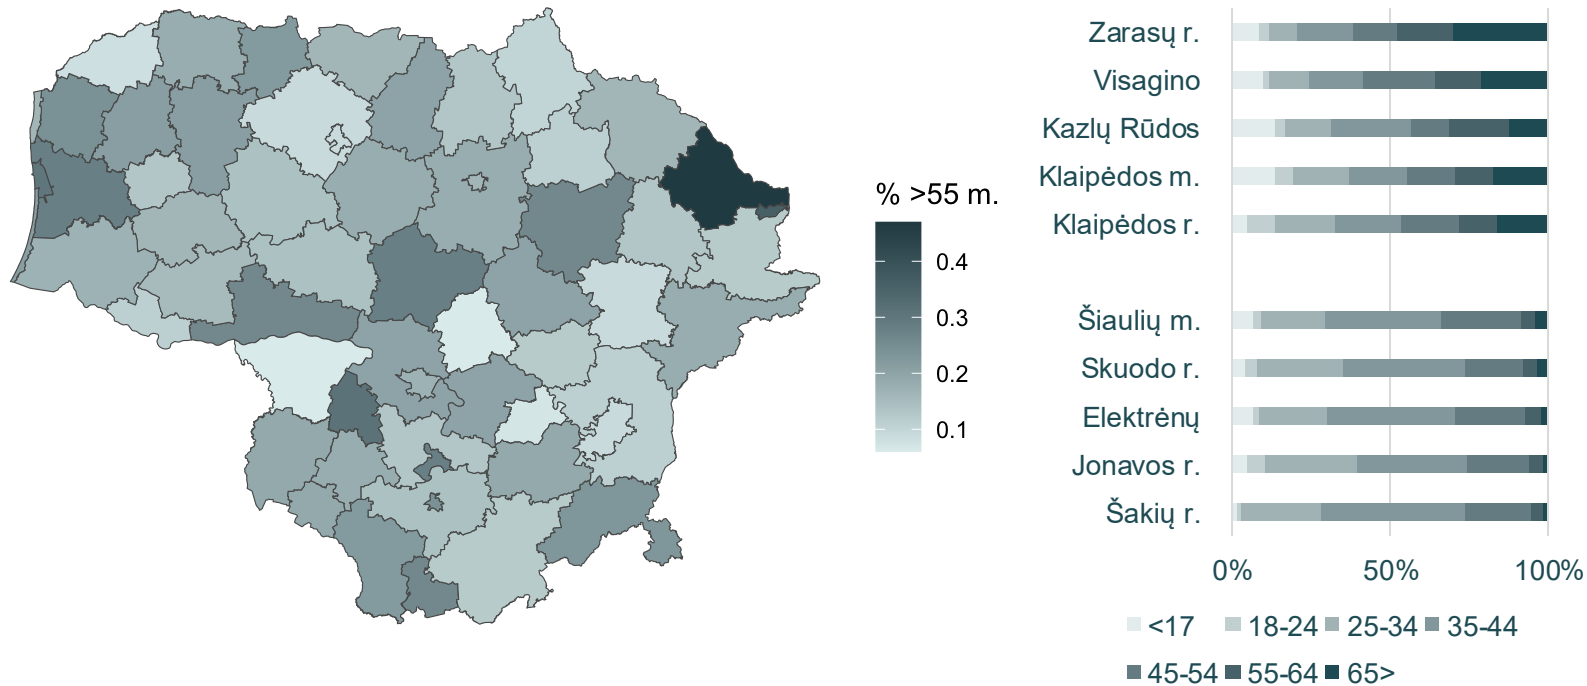 % >55 m.
0.4
0.3
0.2
0.1
Zarasų r.
Visagino
Kazlų Rūdos
Klaipėdos m.
Klaipėdos r.
Šiaulių m.
Skuodo r.
Elektrėnų
Jonavos r.
Šakių r.
0% 50% 100%
<17 18-24 25-34 35-44
45-54 55-64 65>